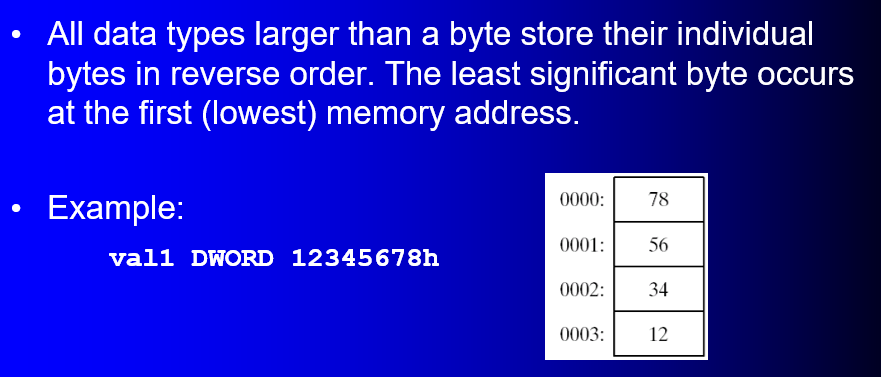 • All data types larger than a byte store their individual
bytes in reverse order. The least significant byte occurs
at the first (lowest) memory address.
• Example:
val1 DWORD 12345678h
0000: 78
0001: 56
0002: 34
0003: 12